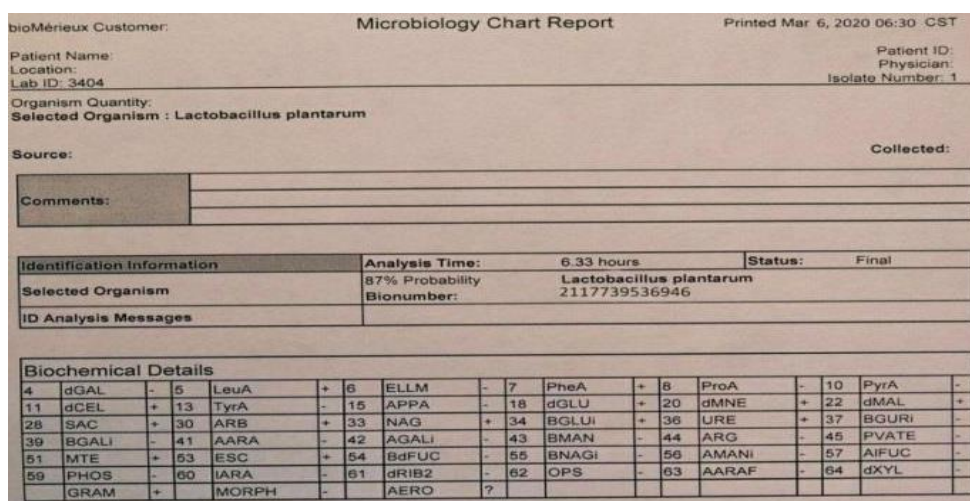 bioMérieux Customer: Microbiology Chart Report Printed Mar 6, 2020 06:30 CST
Patient Name: Patient ID:
Location: Physician:
Lab ID: 3404 Isolate Number: 1
Organism Quantity:
Selected Organism : Lactobacillus plantarum
Source: Collected:
Comments:
Identification Information Analysis Time: 6.33 hours Status: Final
Selected Organism 87% Probability Lactobacillus plantarum
Bionumber: 2117739536946
ID Analysis Messages
Biochemical Details
4 dGAL - 5 LeuA + 6 ELLM - 7 PheA + 8 ProA - 10 PyrA -
11 dCEL + 13 TyrA - 15 APPA - 18 dGLU + 20 dMNE + 22 dMAL +
28 SAC + 30 ARB + 33 NAG + 34 BGLUi + 36 URE + 37 BGURi -
39 BGALi - 41 AARA - 42 AGALi - 43 BMAN - 44 ARG - 45 PVATE -
51 MTE + 53 ESC + 54 BdFUC - 55 BNAGi - 56 AMANi - 57 AIFUC -
59 PHOS - 60 IARA - 61 dRIB2 - 62 OPS - 63 AARAF - 64 dXYL -
GRAM + MORPH - AERO ?